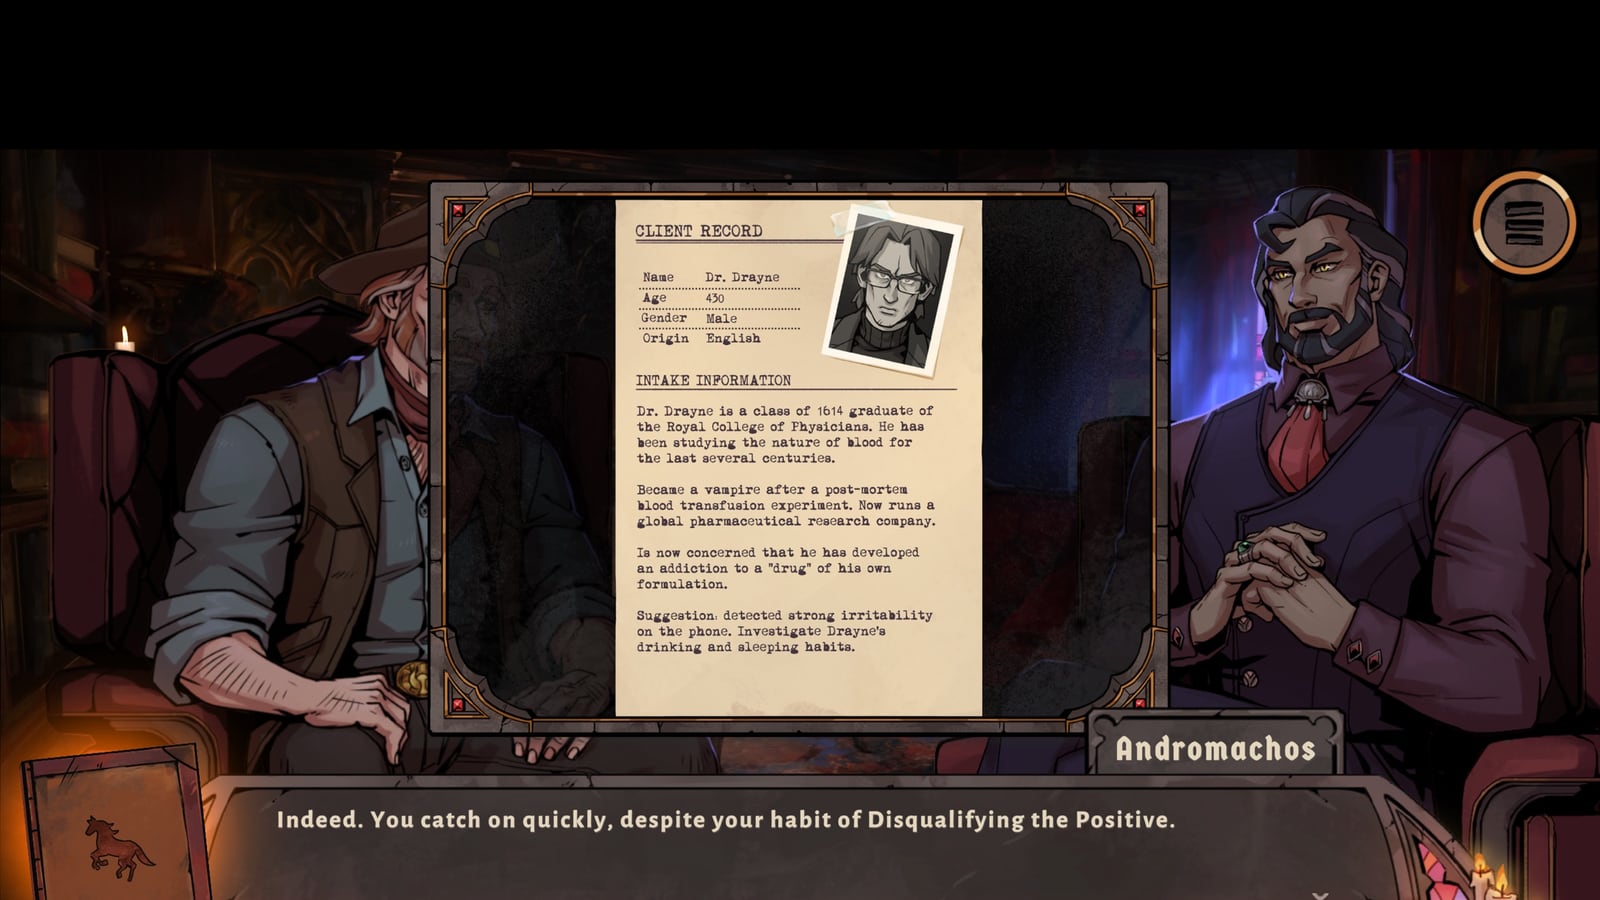 CLIENT RECORD
Name Dr. Drayne
Age 430
Gender Male
Origin English
INTAKE INFORMATION
Dr. Drayne is a class of 1614 graduate of
the Royal College of Physicians. He has
been studying the nature of blood for
the last several centuries.
Became a vampire after a post-mortem
blood transfusion experiment. Now runs a
global pharmaceutical research company.
Is now concerned that he has developed
an addiction to a "drug" of his own
formulation.
Suggestion: detected strong irritability
on the phone. Investigate Drayne's
drinking and sleeping habits.
Andromachos
Indeed. You catch on quickly, despite your habit of Disqualifying the Positive.